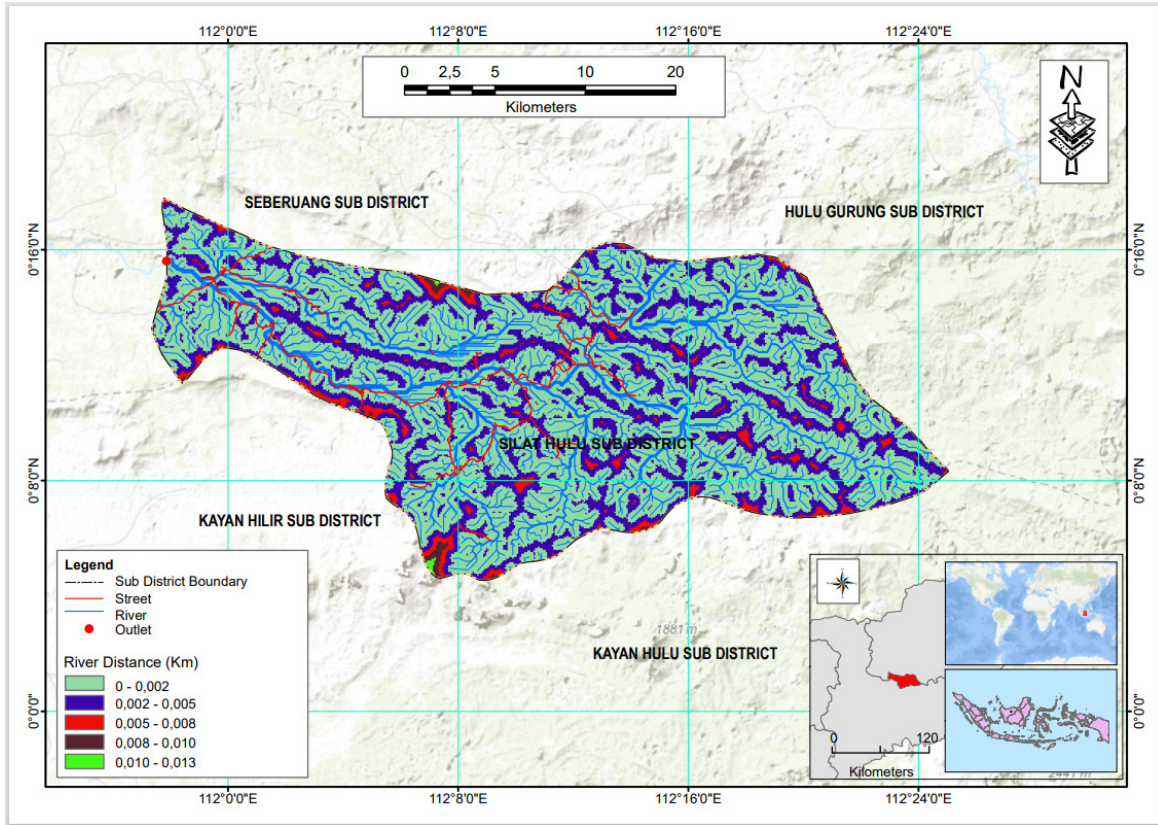 112°0'0"E 112°8'0"E 112°16'0"E 112°24'0"E
0 2,5 5 10 20
Kilometers
N
SEBERUANG SUB DISTRICT
HULU GURUNG SUB DISTRICT
0°16'0"N
0°16'0"N
SILAT HULU SUB DISTRICT
0°8'0"N
0°8'0"N
KAYAN HILIR SUB DISTRICT
1881 m
KAYAN HULU SUB DISTRICT
0°0'0"
0°0'0"
Legend
Sub District Boundary
Street
River
Outlet
River Distance (Km)
0 - 0,002
0,002 - 0,005
0,005 - 0,008
0,008 - 0,010
0,010 - 0,013
0 120
Kilometers
2441 m
112°0'0"E 112°8'0"E 112°16'0"E 112°24'0"E